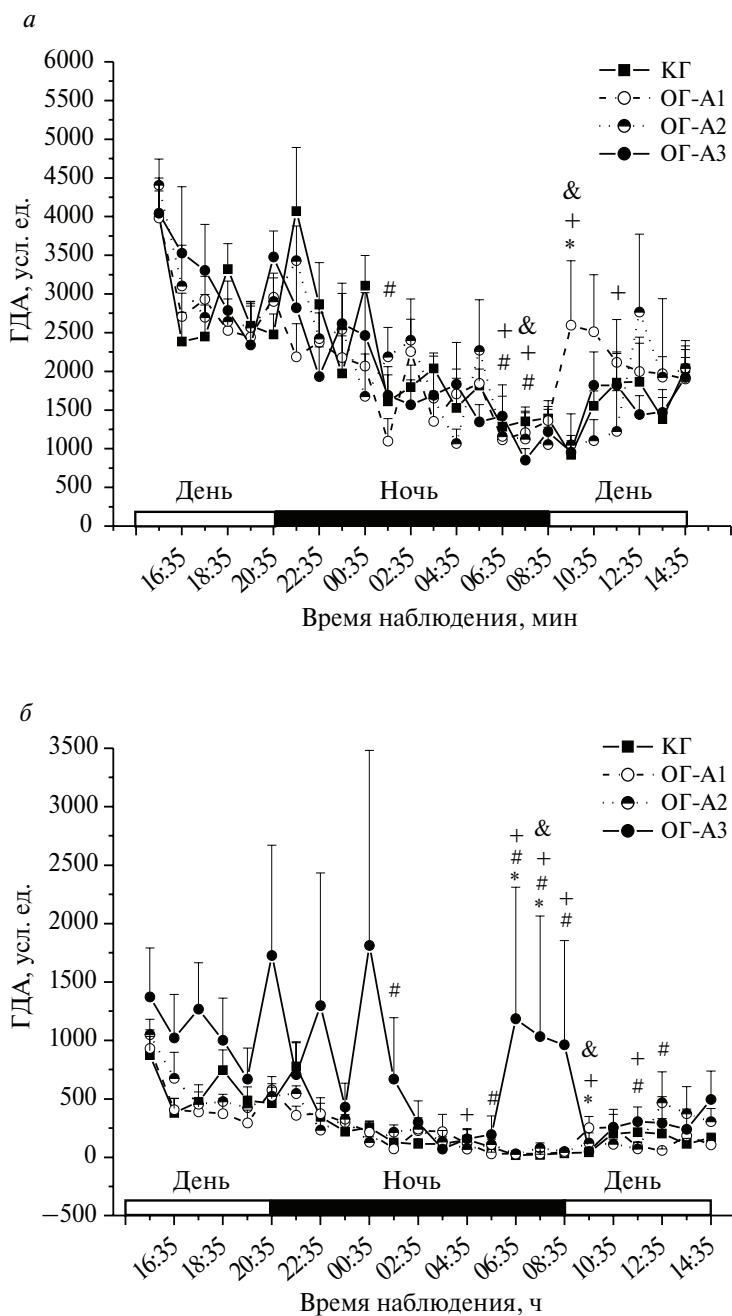 а
6000
5500
5000
4500
4000
3500
3000
2500
2000
1500
1000
500
0
ГДА, усл. ед.
КГ
ОГ-А1
ОГ-А2
ОГ-А3
#
+
#
&
+
#
&
+
*
+
День Ночь День
16:35 18:35 20:35 22:35 00:35 02:35 04:35 06:35 08:35 10:35 12:35 14:35
Время наблюдения, мин
б
3500
3000
2500
2000
1500
1000
500
0
−500
ГДА, усл. ед.
КГ
ОГ-А1
ОГ-А2
ОГ-А3
#
+
#
+
#
*
&
+
#
*
+
#
&
+
*
+
#
#
День Ночь День
16:35 18:35 20:35 22:35 00:35 02:35 04:35 06:35 08:35 10:35 12:35 14:35
Время наблюдения, ч